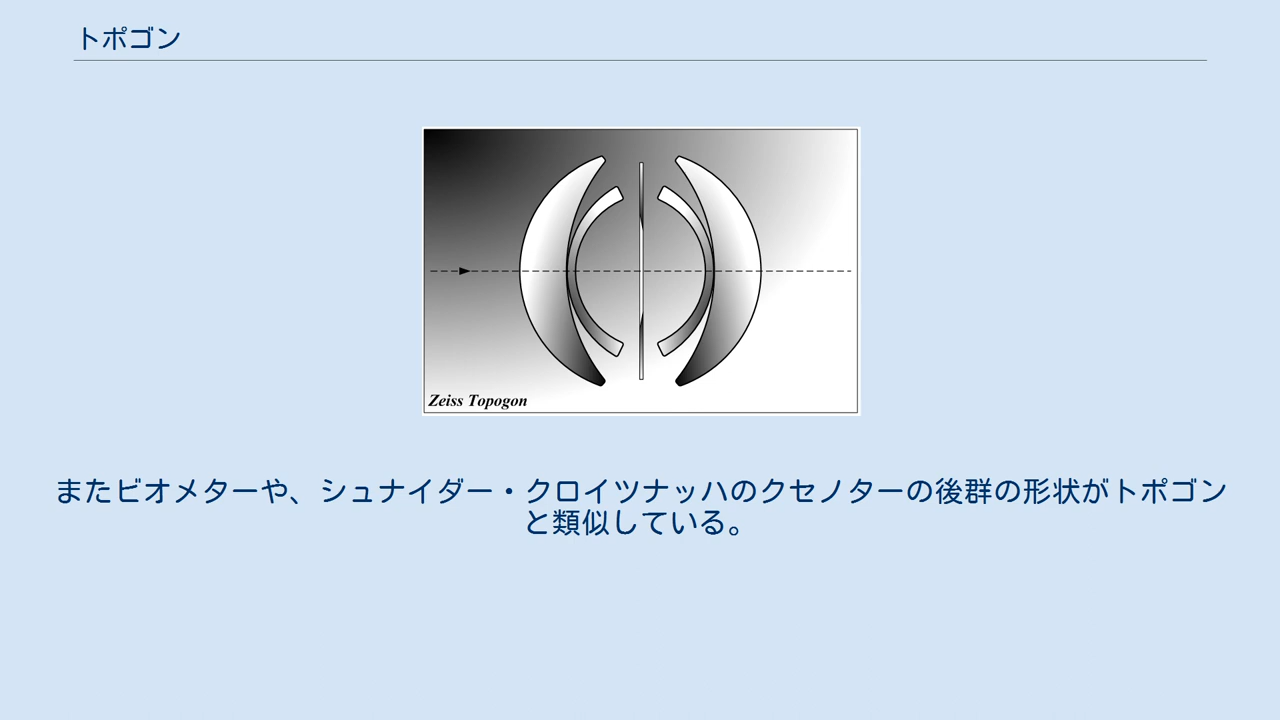 トポゴン
Zeiss Topogon
またビオメターや、シュナイダー・クロイツナッハのクセノターの後群の形状がトポゴン
と類似している。